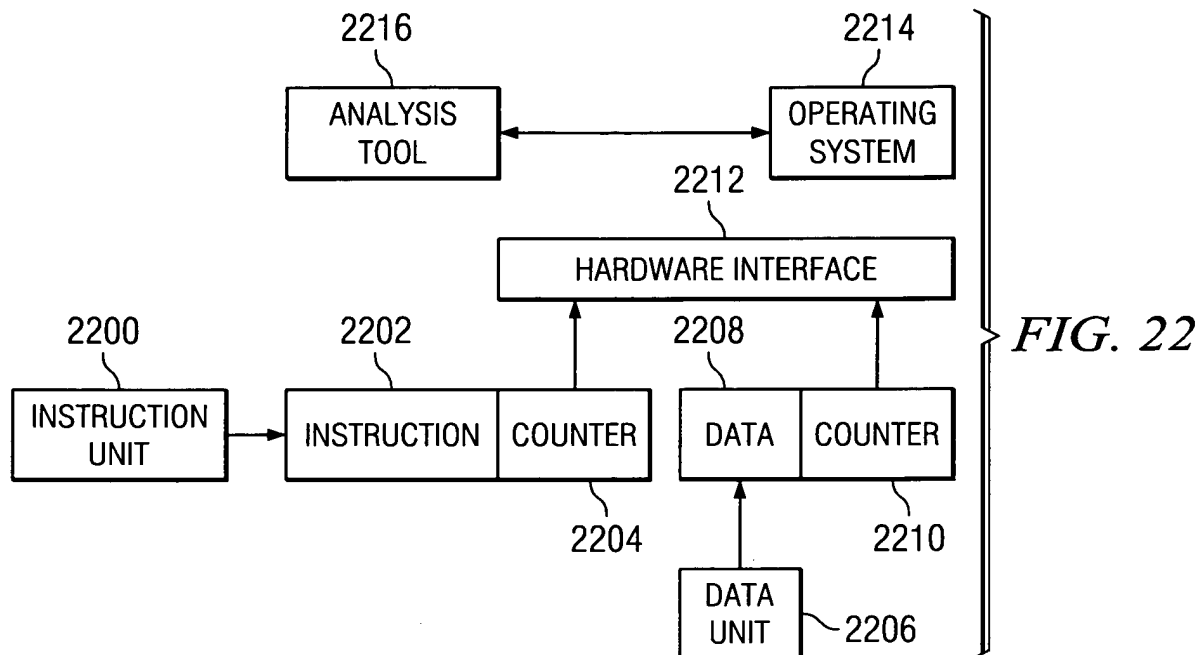 2216
2214
ANALYSIS
TOOL
OPERATING
SYSTEM
2212
HARDWARE INTERFACE
2200
2202
2208
INSTRUCTION
UNIT
INSTRUCTION
COUNTER
DATA
COUNTER
2204
2210
DATA
UNIT
2206
FIG. 22